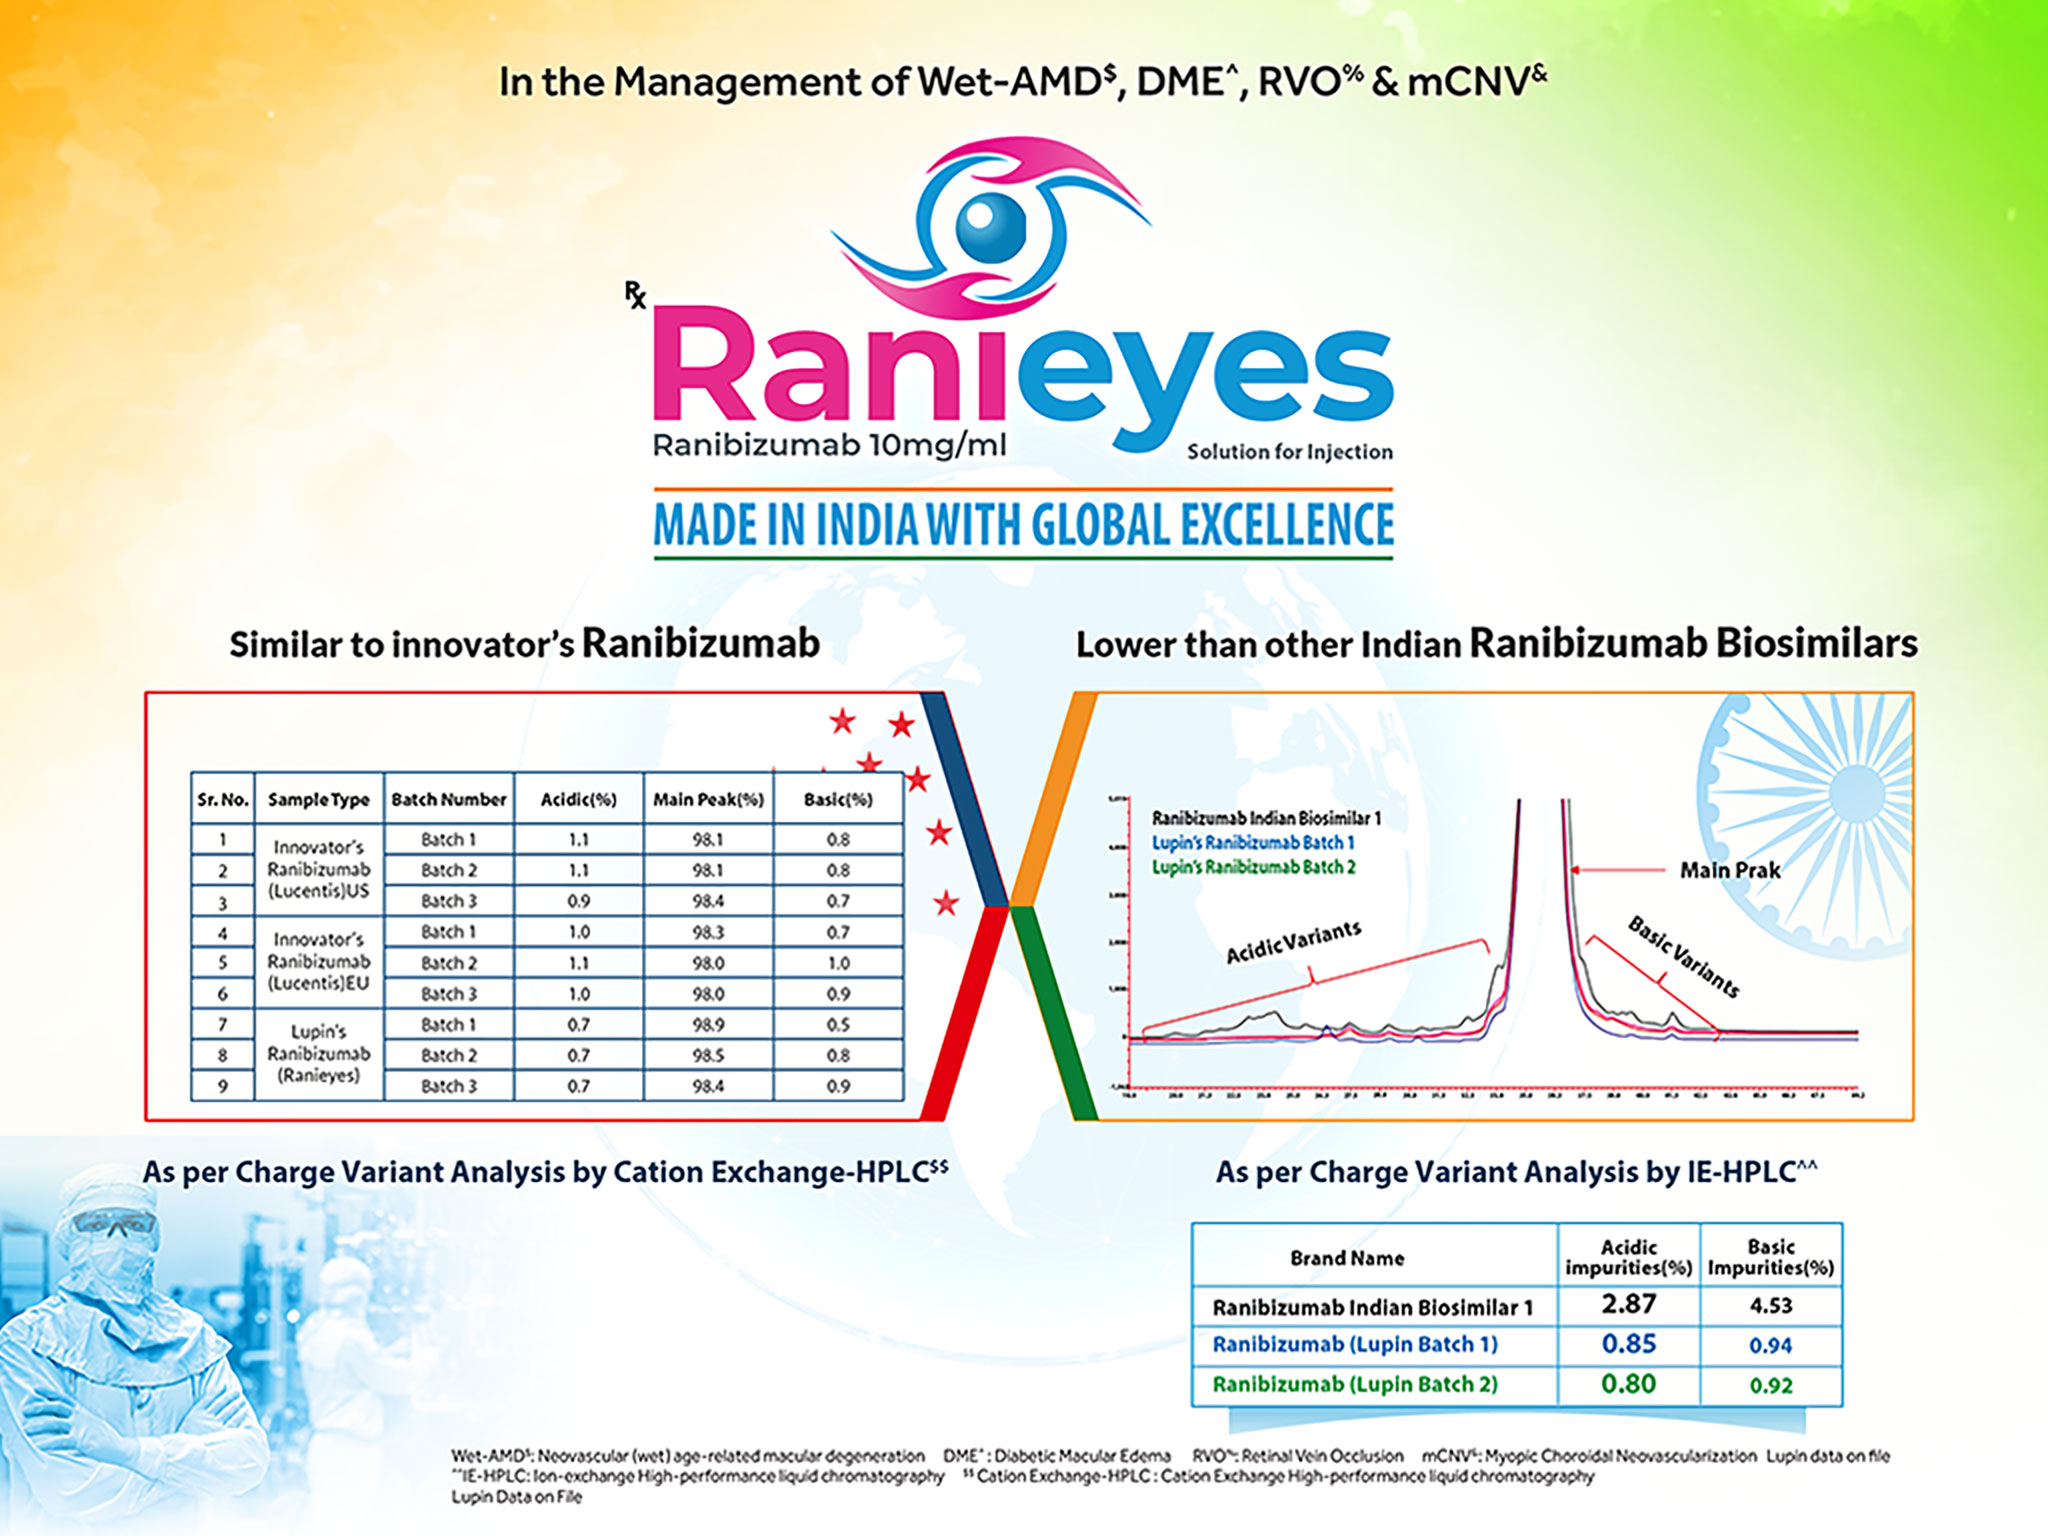 In the Management of Wet-AMD$, DME^, RVO% & mCNV&
Rx
Ranieyes
Ranibizumab 10mg/ml
Solution for Injection
MADE IN INDIA WITH GLOBAL EXCELLENCE
Similar to innovator's Ranibizumab
Sr. No. Sample Type Batch Number Acidic(%) Main Peak(%) Basic(%)
Innovator's
Ranibizumab
(Lucentis)US
1 Batch 1 1.1 98.1 0.8
2 Batch 2 1.1 98.1 0.8
3 Batch 3 0.9 98.4 0.7
Innovator's
Ranibizumab
(Lucentis)EU
4 Batch 1 1.0 98.3 0.7
5 Batch 2 1.1 98.0 1.0
6 Batch 3 1.0 98.0 0.9
Lupin's
Ranibizumab
(Ranieyes)
7 Batch 1 0.7 98.9 0.5
8 Batch 2 0.7 98.5 0.8
9 Batch 3 0.7 98.4 0.9
As per Charge Variant Analysis by Cation Exchange-HPLC$$
Lower than other Indian Ranibizumab Biosimilars
Ranibizumab Indian Biosimilar 1
Lupin's Ranibizumab Batch 1
Lupin's Ranibizumab Batch 2
Main Prak
Acidic Variants
Basic Variants
As per Charge Variant Analysis by IE-HPLC^^
Brand Name Acidic impurities(%) Basic Impurities(%)
Ranibizumab Indian Biosimilar 1 2.87 4.53
Ranibizumab (Lupin Batch 1) 0.85 0.94
Ranibizumab (Lupin Batch 2) 0.80 0.92
Wet-AMD$: Neovascular (wet) age-related macular degeneration DME^ : Diabetic Macular Edema RVO%: Retinal Vein Occlusion mCNV&: Myopic Choroidal Neovascularization Lupin data on file
^^IE-HPLC: Ion-exchange High-performance liquid chromatography $$ Cation Exchange-HPLC : Cation Exchange High-performance liquid chromatography
Lupin Data on File